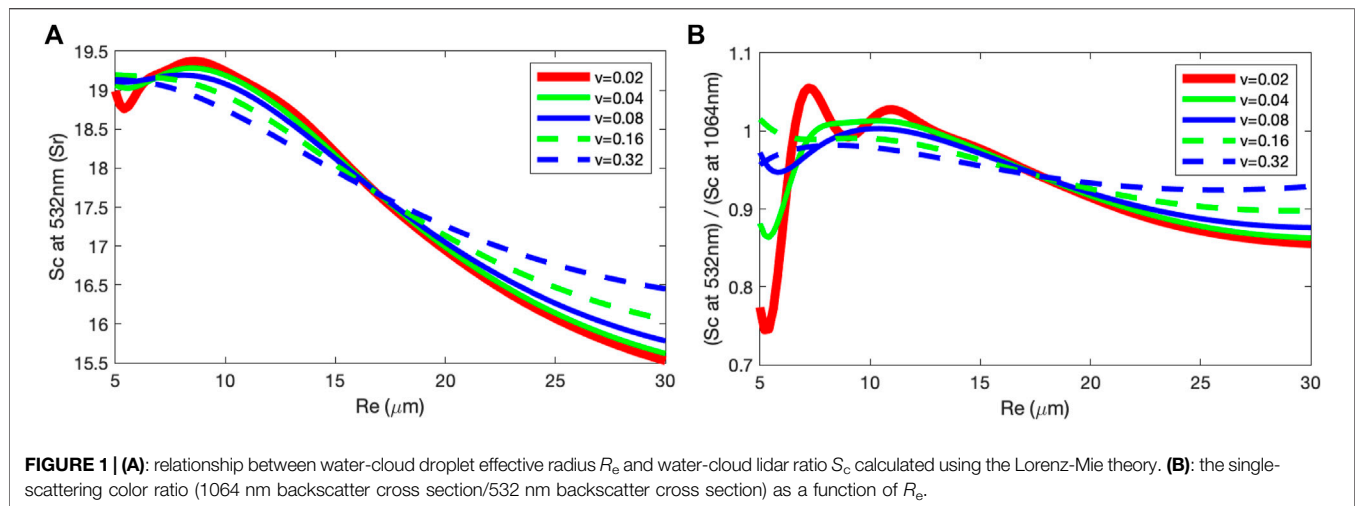 A
19.5
19
18.5
18
17.5
17
16.5
16
15.5
Sc at 532nm (Sr)
5 10 15 20 25 30
Re (μm)
v=0.02
v=0.04
v=0.08
v=0.16
v=0.32
B
1.1
1
0.9
0.8
0.7
(Sc at 532nm) / (Sc at 1064nm)
5 10 15 20 25 30
Re (μm)
v=0.02
v=0.04
v=0.08
v=0.16
v=0.32
FIGURE 1 | (A): relationship between water-cloud droplet effective radius Re and water-cloud lidar ratio Sc calculated using the Lorenz-Mie theory. (B): the single-
scattering color ratio (1064 nm backscatter cross section/532 nm backscatter cross section) as a function of Re.